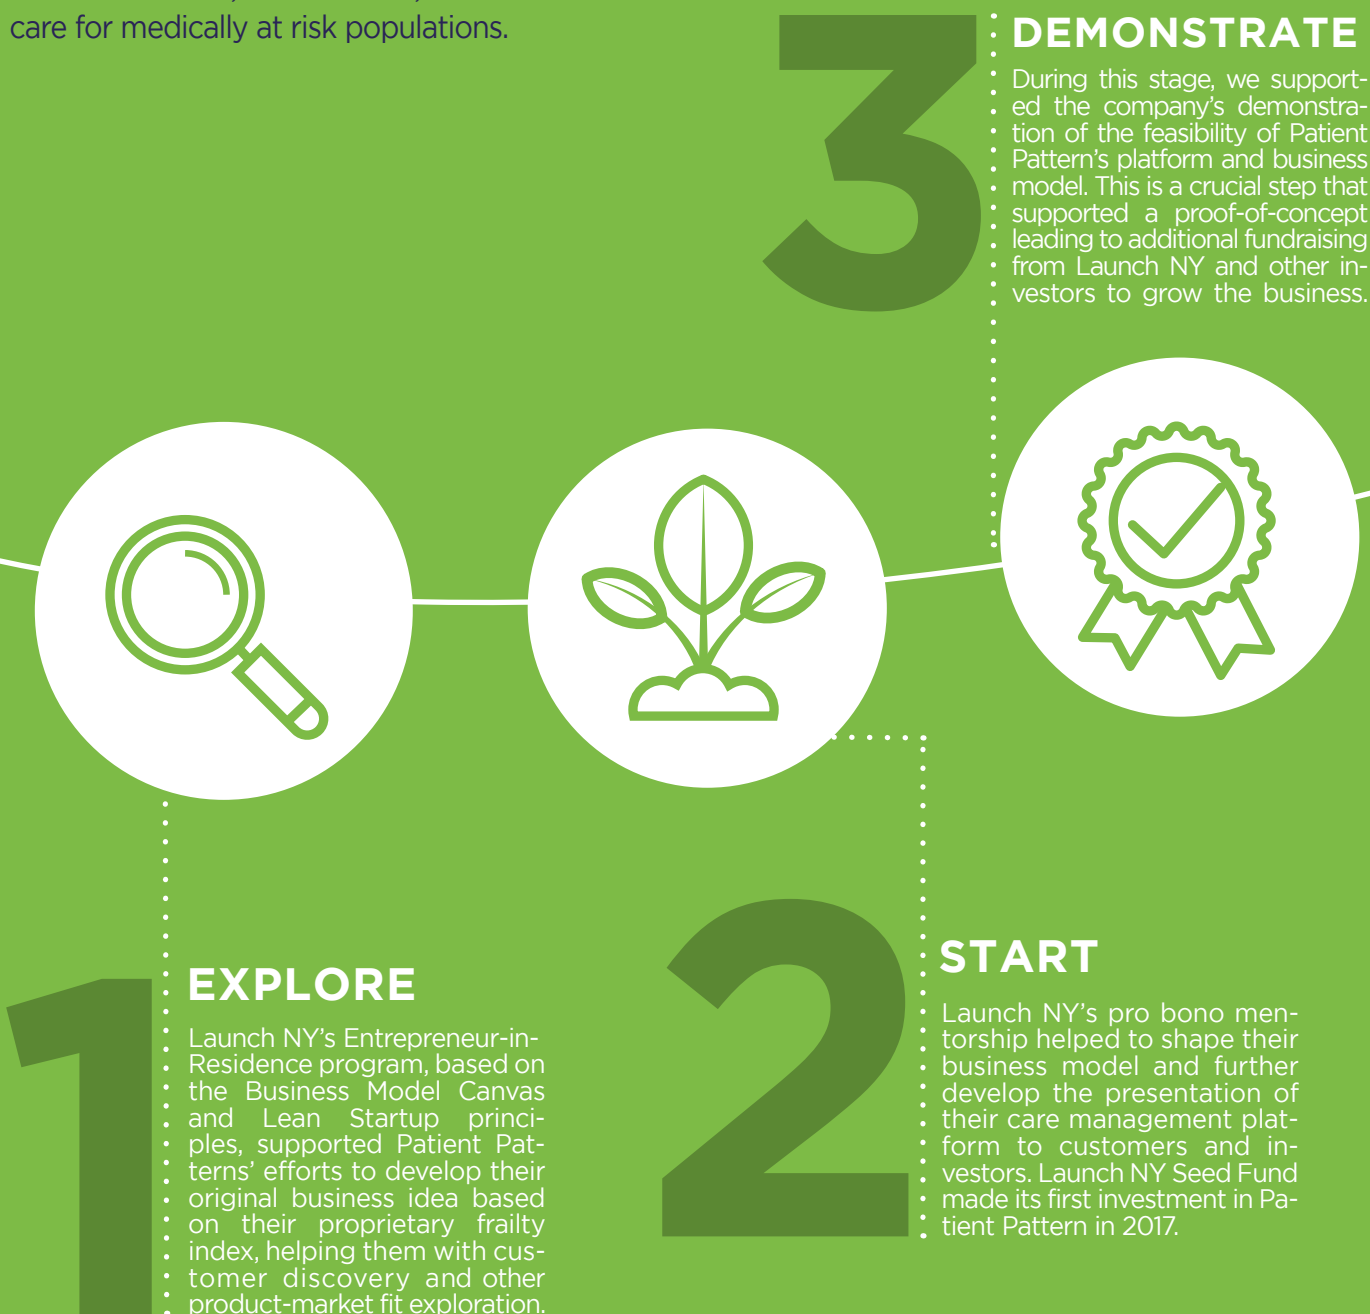 care for medically at risk populations.
3
DEMONSTRATE
During this stage, we support-
ed the company’s demonstra-
tion of the feasibility of Patient
Pattern’s platform and business
model. This is a crucial step that
supported a proof-of-concept
leading to additional fundraising
from Launch NY and other in-
vestors to grow the business.
1
EXPLORE
Launch NY’s Entrepreneur-in-
Residence program, based on
the Business Model Canvas
and Lean Startup princi-
ples, supported Patient Pat-
terns’ efforts to develop their
original business idea based
on their proprietary frailty
index, helping them with cus-
tomer discovery and other
product-market fit exploration.
2
START
Launch NY’s pro bono men-
torship helped to shape their
business model and further
develop the presentation of
their care management plat-
form to customers and in-
vestors. Launch NY Seed Fund
made its first investment in Pa-
tient Pattern in 2017.